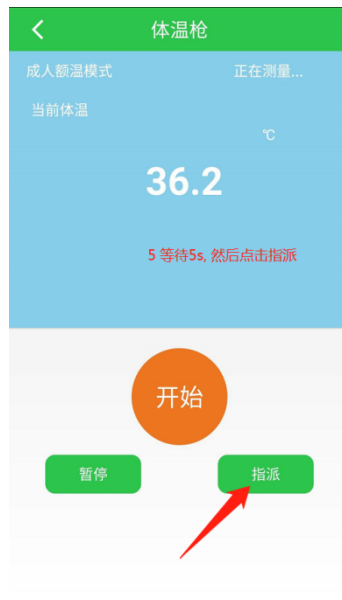 体温枪
成人额温模式 正在测量...
当前体温
℃
36.2
5 等待5s, 然后点击指派
开始
暂停 指派